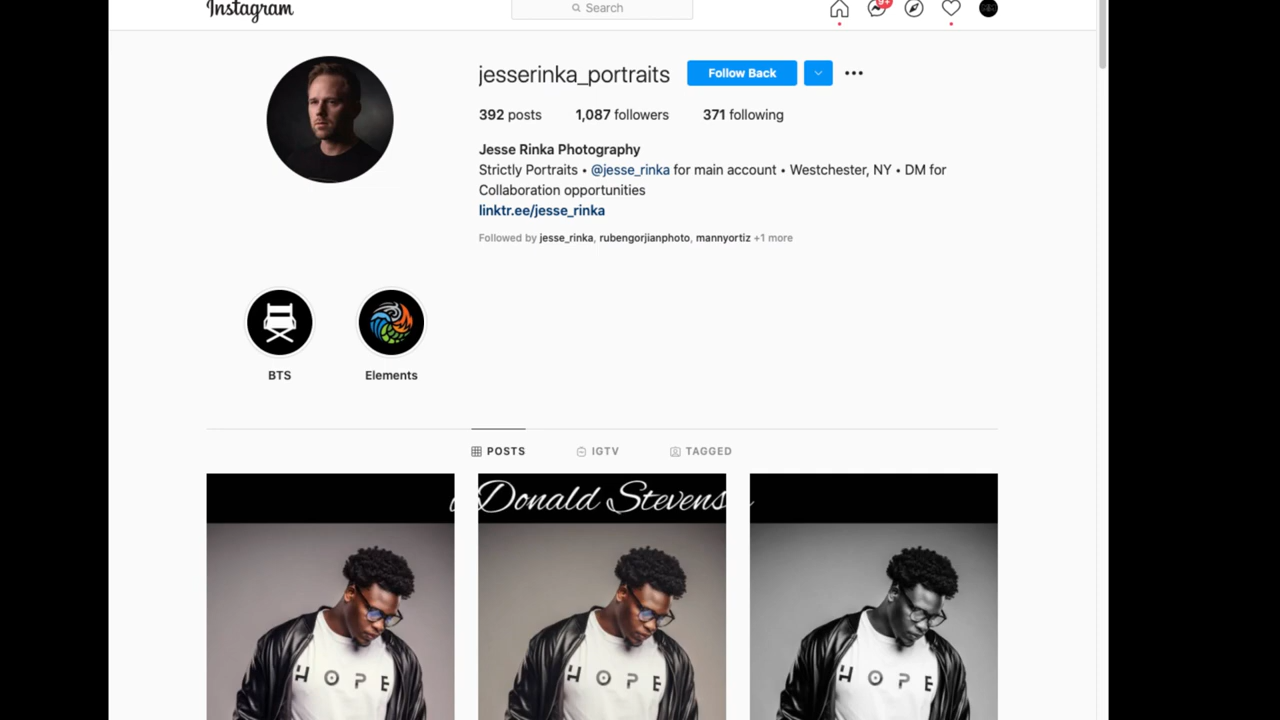 Instagram
Search
9+
jesserinka_portraits Follow Back
392 posts 1,087 followers 371 following
Jesse Rinka Photography
Strictly Portraits • @jesse_rinka for main account • Westchester, NY • DM for
Collaboration opportunities
linktr.ee/jesse_rinka
Followed by jesse_rinka, rubengorjianphoto, mannyortiz +1 more
BTS Elements
POSTS IGTV TAGGED
Donald Stevens
HOPE HOPE HOPE